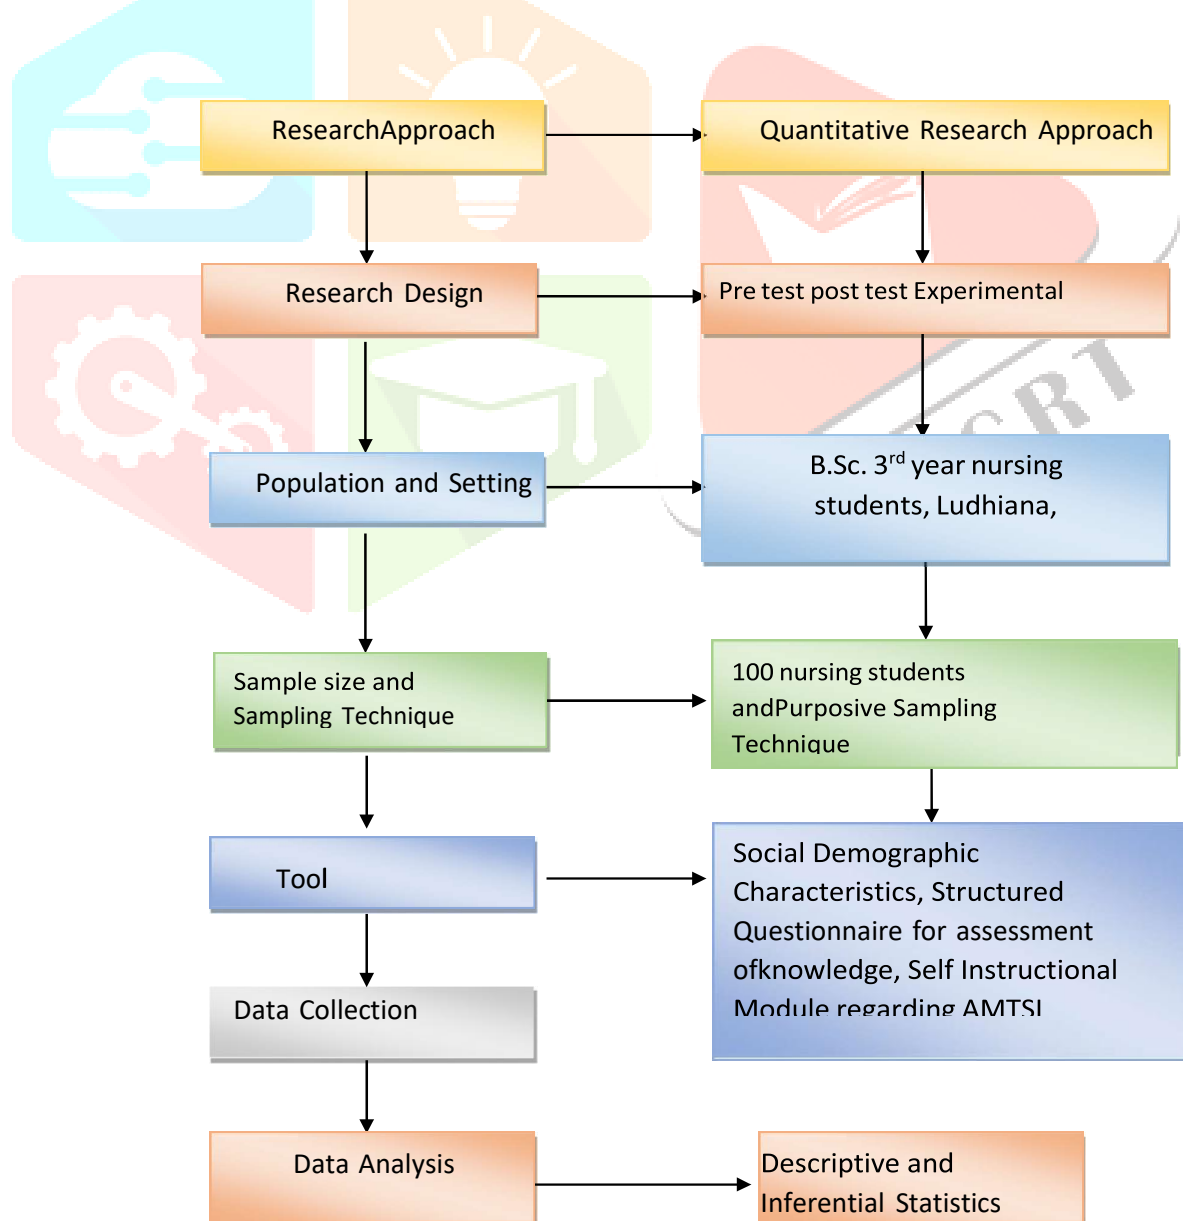 ResearchApproach
Quantitative Research Approach
Research Design
Pre test post test Experimental
Population and Setting
B.Sc. 3rd year nursing
students, Ludhiana,
Sample size and
Sampling Technique
100 nursing students
andPurposive Sampling
Technique
Tool
Social Demographic
Characteristics, Structured
Questionnaire for assessment
ofknowledge, Self Instructional
Module regarding AMTSL
Data Collection
Data Analysis
Descriptive and
Inferential Statistics